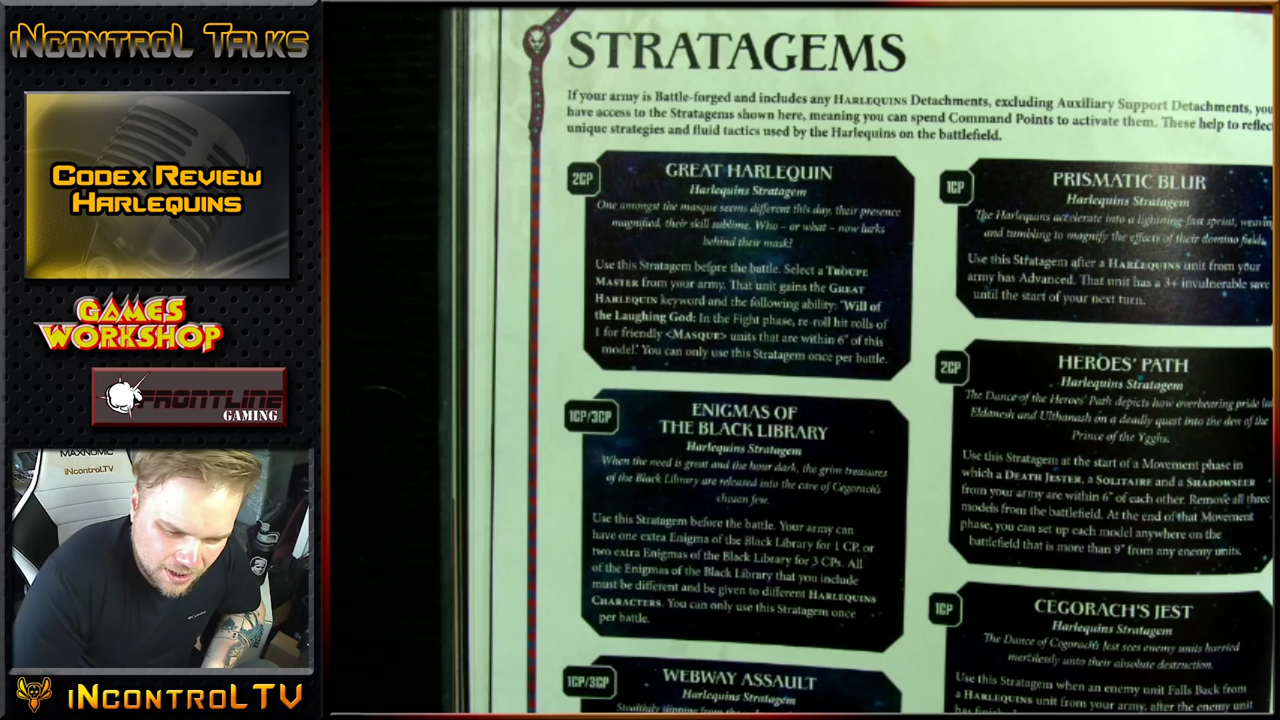 iNcontroL Talks
Codex Review
Harlequins
GAMES
WORKSHOP
FRONTLINE
GAMING
MAXNOMIC
iNcontroLTV
iNcontroLTV
STRATAGEMS
If your army is Battle-forged and includes any HARLEQUINS Detachments, excluding Auxiliary Support Detachments, you
have access to the Stratagems shown here, meaning you can spend Command Points to activate them. These help to reflec
unique strategies and fluid tactics used by the Harlequins on the battlefield.
2CP
GREAT HARLEQUIN
Harlequins Stratagem
One amongst the masque seems different this day, their presence
magnified, their skill sublime. Who – or what – now lurks
behind their mask?
Use this Stratagem before the battle. Select a TROUPE
MASTER from your army. That unit gains the GREAT
HARLEQUIN keyword and the following ability: 'Will of
the Laughing God: In the Fight phase, re-roll hit rolls of
1 for friendly <MASQUE> units that are within 6" of this
model.' You can only use this Stratagem once per battle.
1CP/3CP
ENIGMAS OF
THE BLACK LIBRARY
Harlequins Stratagem
When the need is great and the hour dark, the grim treasures
of the Black Library are released into the care of Cegorach's
chosen few.
Use this Stratagem before the battle. Your army can
have one extra Enigma of the Black Library for 1 CP, or
two extra Enigmas of the Black Library for 3 CPs. All
of the Enigmas of the Black Library that you include
must be different and be given to different HARLEQUINS
CHARACTERS. You can only use this Stratagem once
per battle.
1CP/3CP
WEBWAY ASSAULT
Harlequins Stratagem
Stealthily slipping from the
1CP
PRISMATIC BLUR
Harlequins Stratagem
The Harlequins accelerate into a lightning-fast sprint, weavin
and tumbling to magnify the effects of their domino fields.
Use this Stratagem after a HARLEQUINS unit from your
army has Advanced. That unit has a 3+ invulnerable save
until the start of your next turn.
2CP
HEROES' PATH
Harlequins Stratagem
The Dance of the Heroes' Path depicts how overbearing pride led
Eldanesh and Ulthanash on a deadly quest into the den of the
Prince of the Ygghs.
Use this Stratagem at the start of a Movement phase in
which a DEATH JESTER, a SOLITAIRE and a SHADOWSEER
from your army are within 6" of each other. Remove all three
models from the battlefield. At the end of that Movement
phase, you can set up each model anywhere on the
battlefield that is more than 9" from any enemy units.
1CP
CEGORACH'S JEST
Harlequins Stratagem
The Dance of Cegorach's Jest sees enemy units harried
mercilessly unto their absolute destruction.
Use this Stratagem when an enemy unit Falls Back from
a HARLEQUINS unit from your army, after the enemy unit